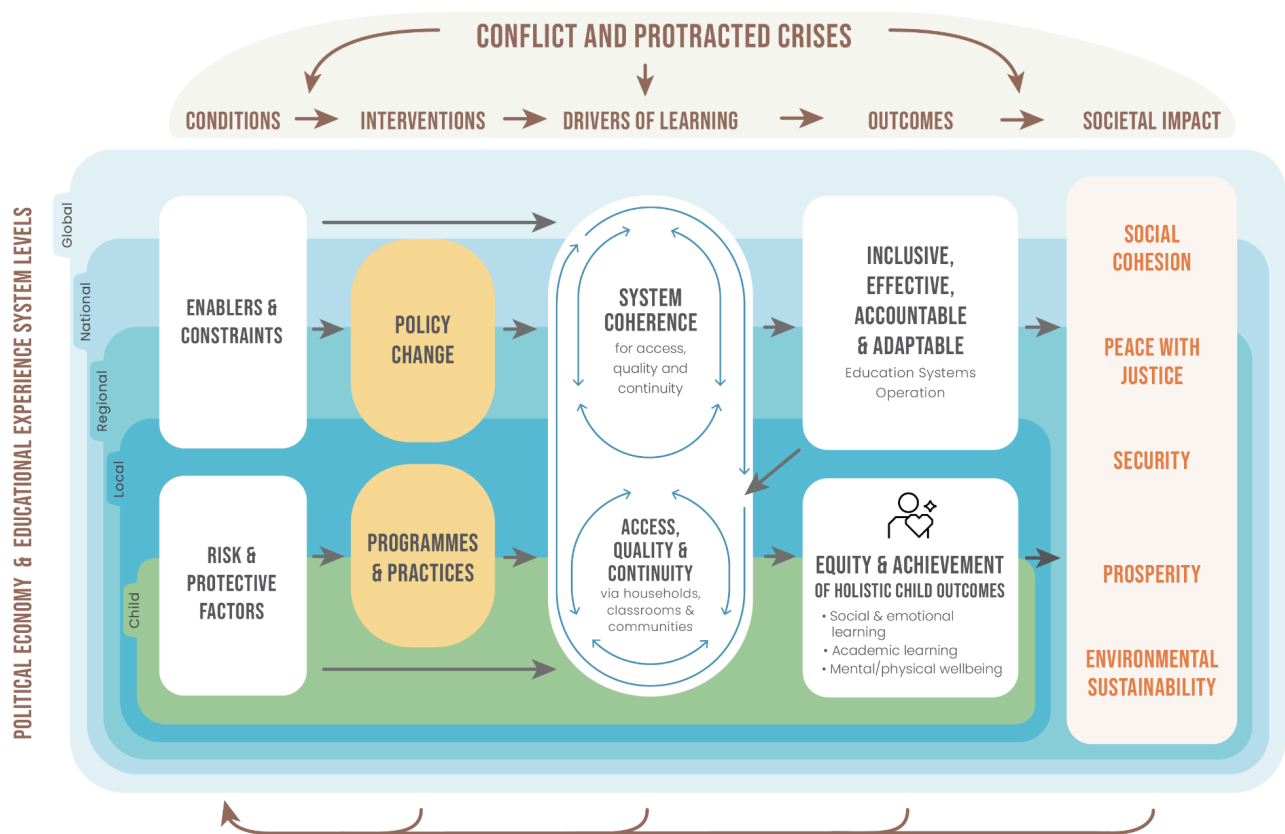 CONFLICT AND PROTRACTED CRISES
CONDITIONS
INTERVENTIONS
DRIVERS OF LEARNING
OUTCOMES
SOCIETAL IMPACT
POLITICAL ECONOMY & EDUCATIONAL EXPERIENCE SYSTEM LEVELS
Global
National
Regional
Local
Child
ENABLERS &
CONSTRAINTS
POLICY
CHANGE
SYSTEM
COHERENCE
for access,
quality and
continuity
INCLUSIVE,
EFFECTIVE,
ACCOUNTABLE
& ADAPTABLE
Education Systems
Operation
RISK &
PROTECTIVE
FACTORS
PROGRAMMES
& PRACTICES
ACCESS,
QUALITY &
CONTINUITY
via households,
classrooms &
communities
EQUITY & ACHIEVEMENT
OF HOLISTIC CHILD OUTCOMES
• Social & emotional
learning
• Academic learning
• Mental/physical wellbeing
SOCIAL
COHESION
PEACE WITH
JUSTICE
SECURITY
PROSPERITY
ENVIRONMENTAL
SUSTAINABILITY